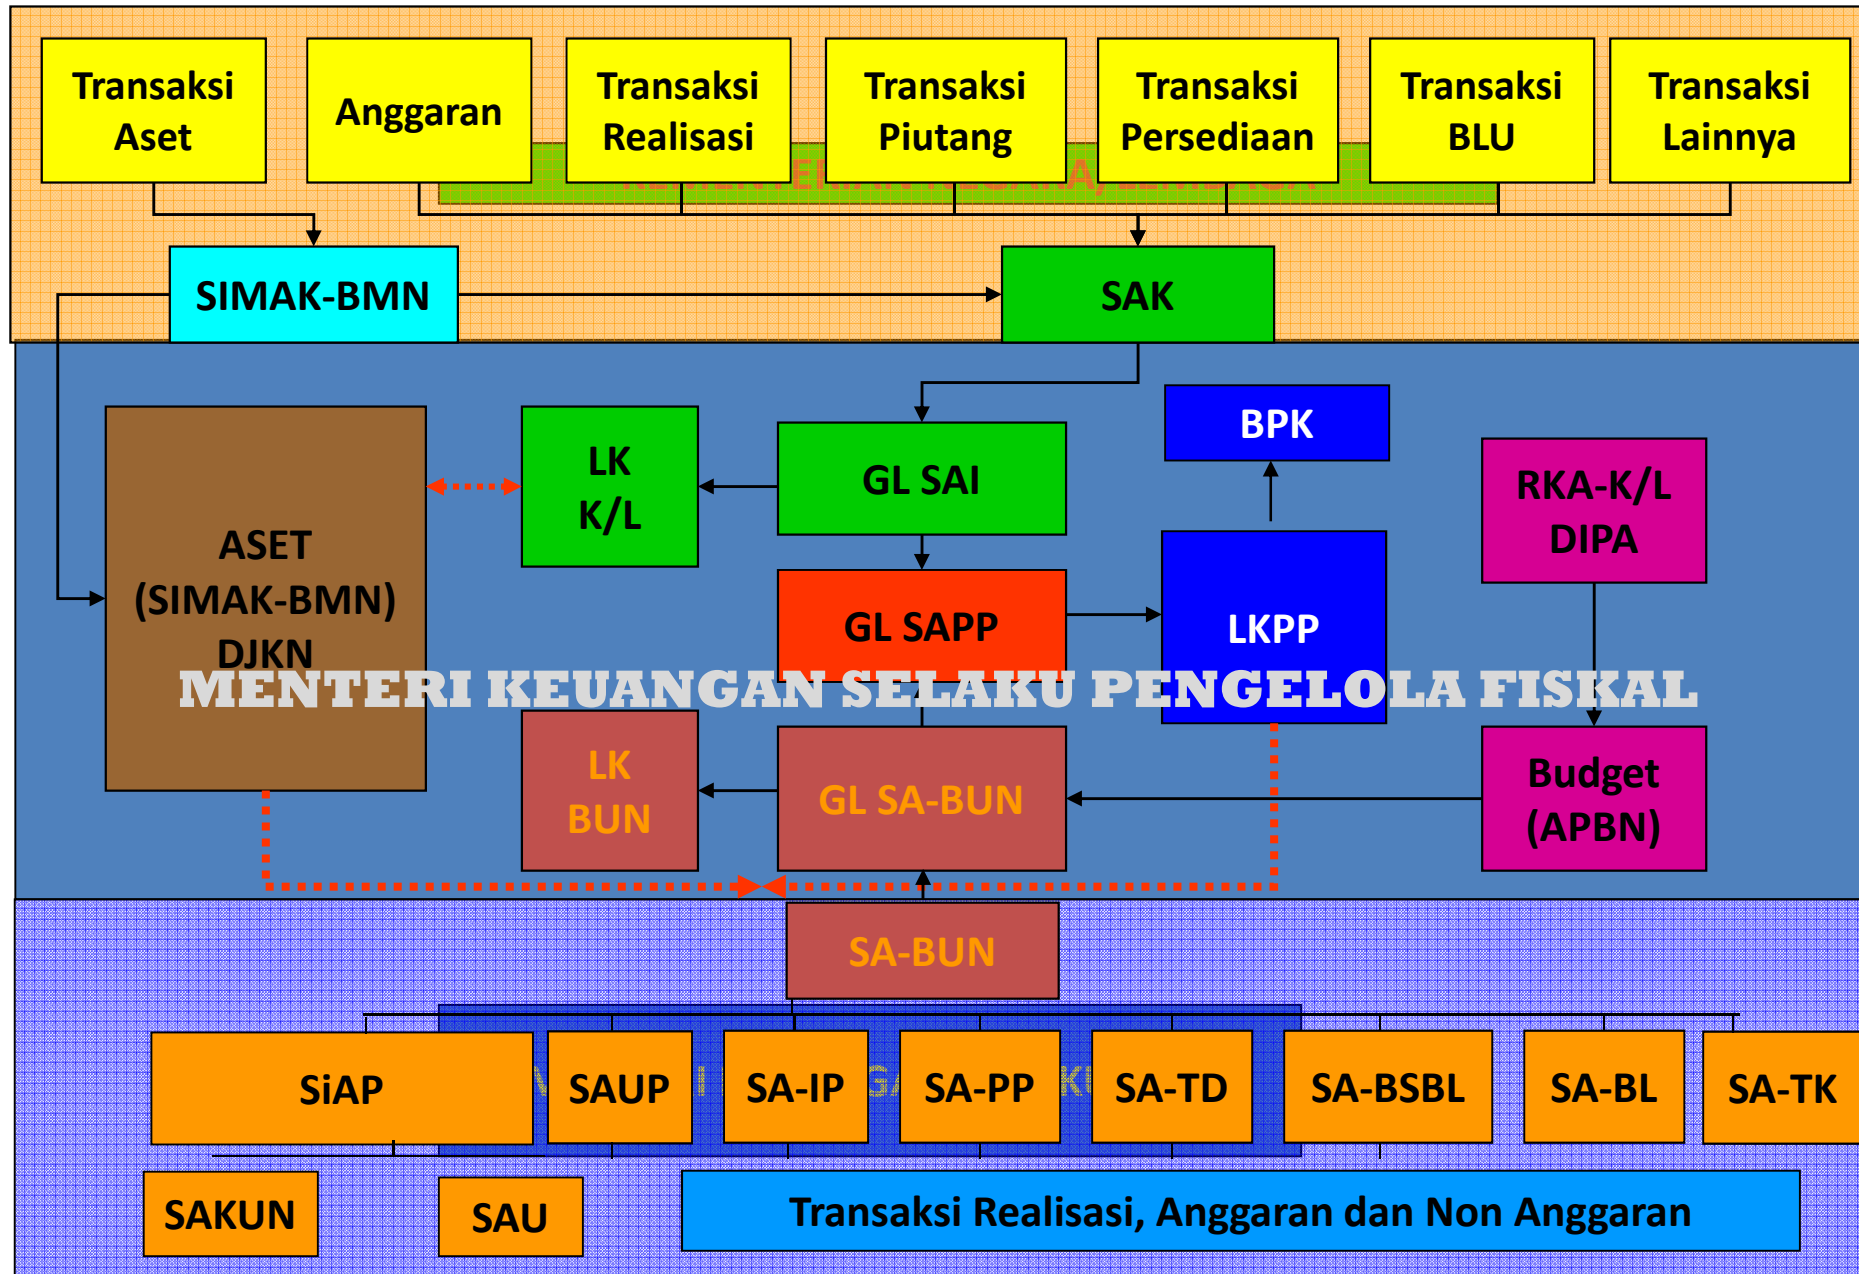 Transaksi
Aset
Anggaran
Transaksi
Realisasi
Transaksi
Piutang
Transaksi
Persediaan
Transaksi
BLU
Transaksi
Lainnya
SIMAK-BMN
SAK
BPK
LK
K/L
GL SAI
RKA-K/L
DIPA
ASET
(SIMAK-BMN)
DJKN
GL SAPP
LKPP
MENTERI KEUANGAN SELAKU PENGELOLA FISKAL
LK
BUN
GL SA-BUN
Budget
(APBN)
SA-BUN
SiAP
SAUP
SA-IP
SA-PP
SA-TD
SA-BSBL
SA-BL
SA-TK
SAKUN
SAU
Transaksi Realisasi, Anggaran dan Non Anggaran